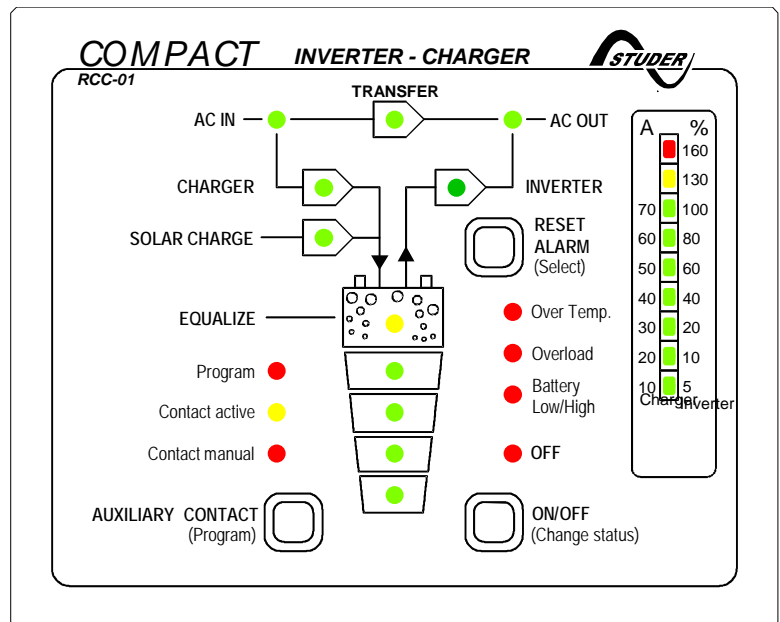 COMPACT INVERTER - CHARGER STUDER
RCC-01
TRANSFER
AC IN
AC OUT
A %
160
130
CHARGER
INVERTER
70 100
SOLAR CHARGE
RESET
ALARM
(Select)
60 80
50 60
40 40
EQUALIZE
Over Temp.
30 20
Overload
20 10
Program
Battery
Low/High
10 5
Charger
Inverter
Contact active
Contact manual
OFF
AUXILIARY CONTACT
(Program)
ON/OFF
(Change status)